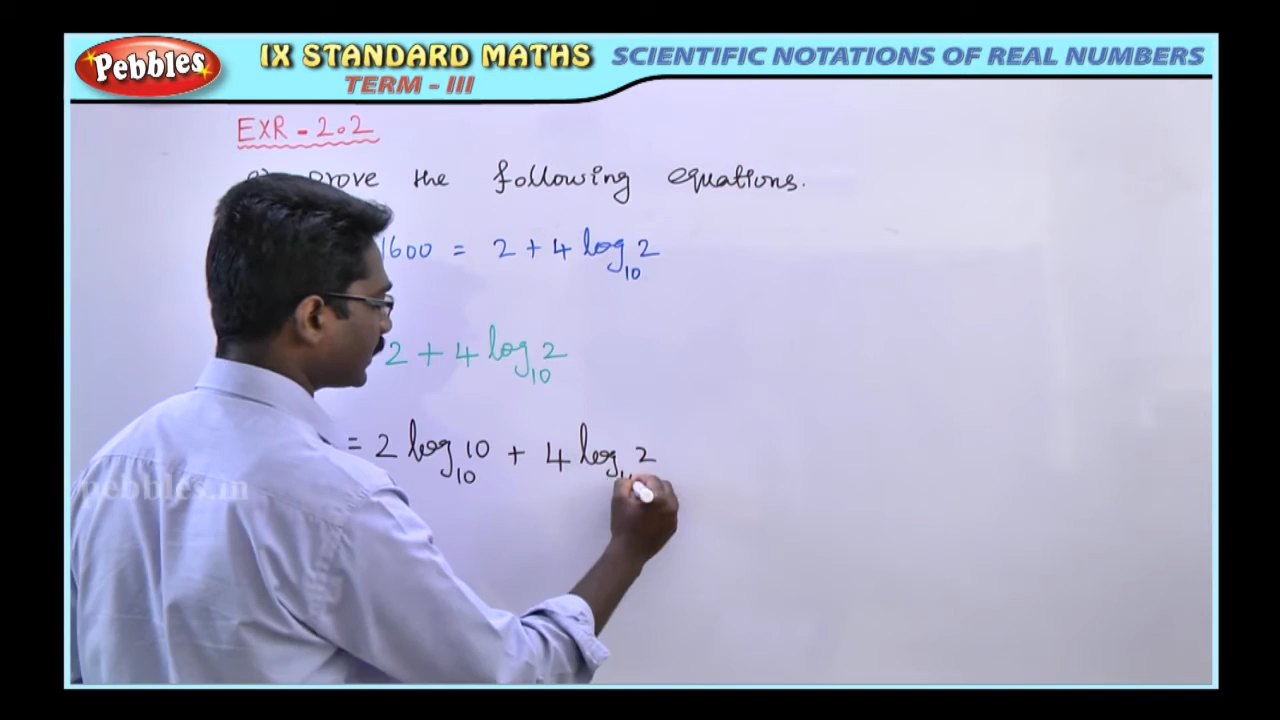 Pebbles
IX STANDARD MATHS
TERM - III
SCIENTIFIC NOTATIONS OF REAL NUMBERS
EXR - 2.2
prove the following equations.
1600 = 2 + 4 log₁₀ 2
2 + 4 log₁₀ 2
= 2 log₁₀ 10 + 4 log 2
pebbles.in